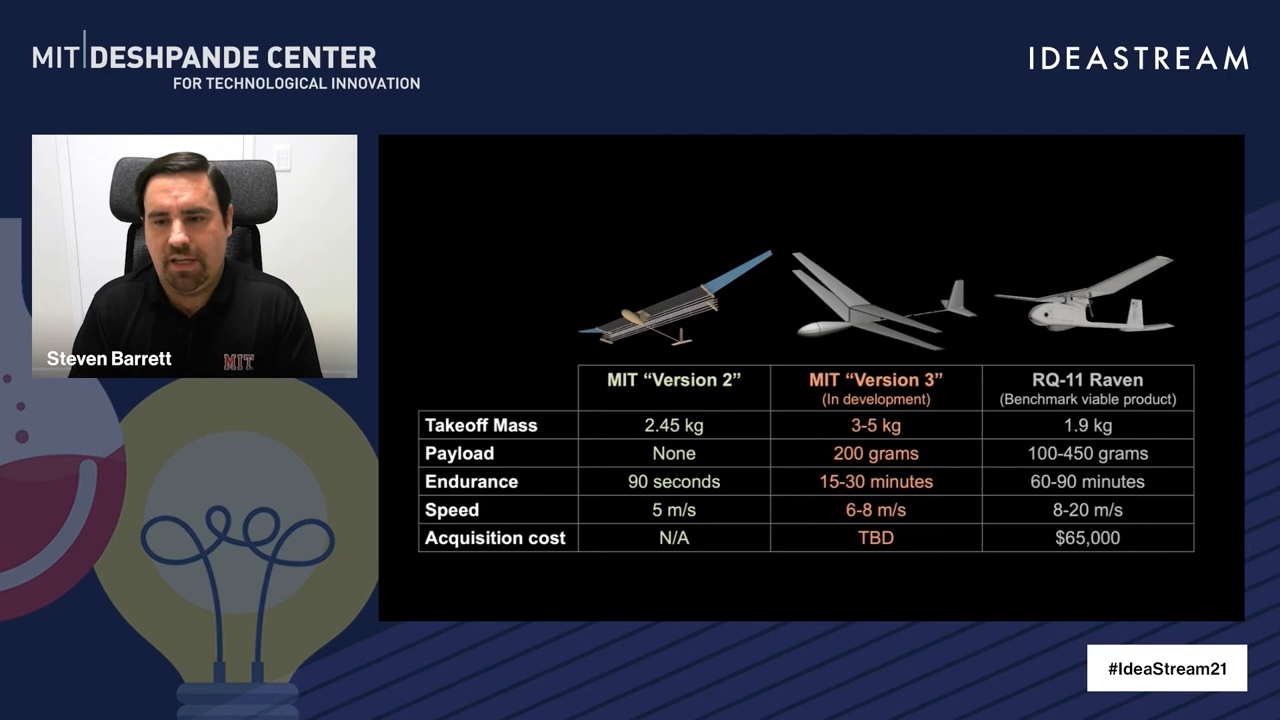 MIT DESHPANDE CENTER
FOR TECHNOLOGICAL INNOVATION
IDEASTREAM
Steven Barrett
MIT
MIT “Version 2”
MIT “Version 3”
(In development)
RQ-11 Raven
(Benchmark viable product)
Takeoff Mass 2.45 kg 3-5 kg 1.9 kg
Payload None 200 grams 100-450 grams
Endurance 90 seconds 15-30 minutes 60-90 minutes
Speed 5 m/s 6-8 m/s 8-20 m/s
Acquisition cost N/A TBD $65,000
#IdeaStream21